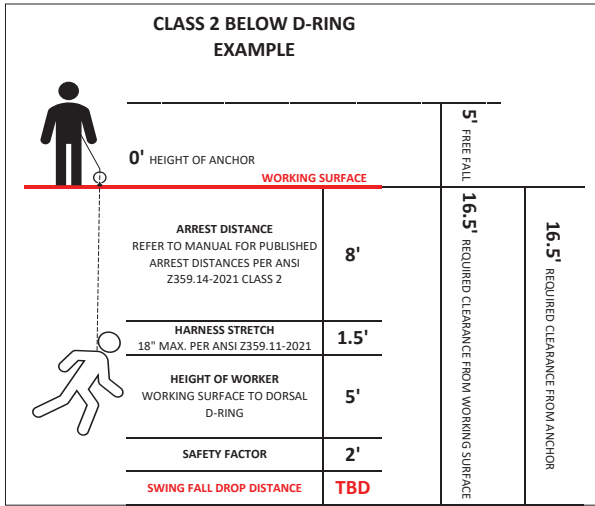 CLASS 2 BELOW D-RING
EXAMPLE
5' FREE FALL
0' HEIGHT OF ANCHOR
WORKING SURFACE
ARREST DISTANCE
REFER TO MANUAL FOR PUBLISHED
ARREST DISTANCES PER ANSI
Z359.14-2021 CLASS 2
8'
HARNESS STRETCH
18" MAX. PER ANSI Z359.11-2021
1.5'
HEIGHT OF WORKER
WORKING SURFACE TO DORSAL
D-RING
5'
SAFETY FACTOR
2'
SWING FALL DROP DISTANCE
TBD
16.5' REQUIRED CLEARANCE FROM WORKING SURFACE
16.5' REQUIRED CLEARANCE FROM ANCHOR